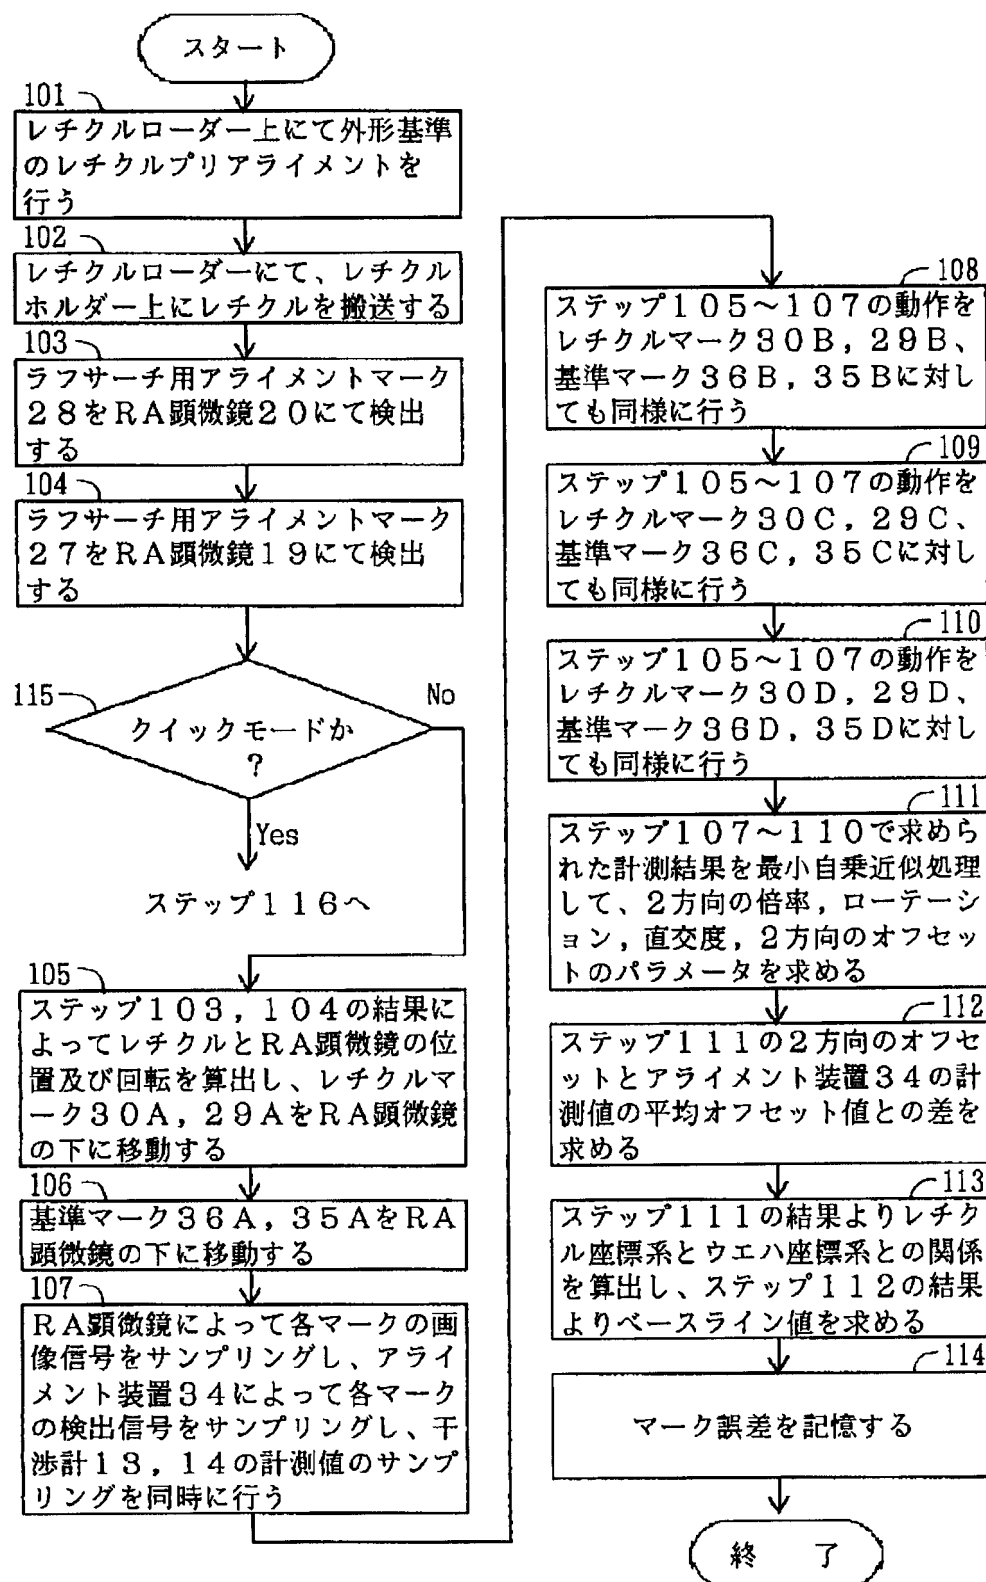 スタート
101
レチクルローダー上にて外形基準
のレチクルプリアライメントを
行う
102
レチクルローダーにて、レチクル
ホルダー上にレチクルを搬送する
103
ラフサーチ用アライメントマーク
28をRA顕微鏡20にて検出
する
104
ラフサーチ用アライメントマーク
27をRA顕微鏡19にて検出
する
115
クイックモードか
?
No
Yes
ステップ116へ
105
ステップ103,104の結果に
よってレチクルとRA顕微鏡の位
置及び回転を算出し、レチクルマ
ーク30A,29AをRA顕微鏡
の下に移動する
106
基準マーク36A,35AをRA
顕微鏡の下に移動する
107
RA顕微鏡によって各マークの画
像信号をサンプリングし、アライ
メント装置34によって各マーク
の検出信号をサンプリングし、干
渉計13,14の計測値のサンプ
リングを同時に行う
108
ステップ105~107の動作を
レチクルマーク30B,29B、
基準マーク36B,35Bに対し
ても同様に行う
109
ステップ105~107の動作を
レチクルマーク30C,29C、
基準マーク36C,35Cに対し
ても同様に行う
110
ステップ105~107の動作を
レチクルマーク30D,29D、
基準マーク36D,35Dに対し
ても同様に行う
111
ステップ107~110で求めら
れた計測結果を最小自乗近似処理
して、2方向の倍率,ローテーシ
ョン,直交度,2方向のオフセッ
トのパラメータを求める
112
ステップ111の2方向のオフセ
ットとアライメント装置34の計
測値の平均オフセット値との差を
求める
113
ステップ111の結果よりレチク
ル座標系とウエハ座標系との関係
を算出し、ステップ112の結果
よりベースライン値を求める
114
マーク誤差を記憶する
終 了